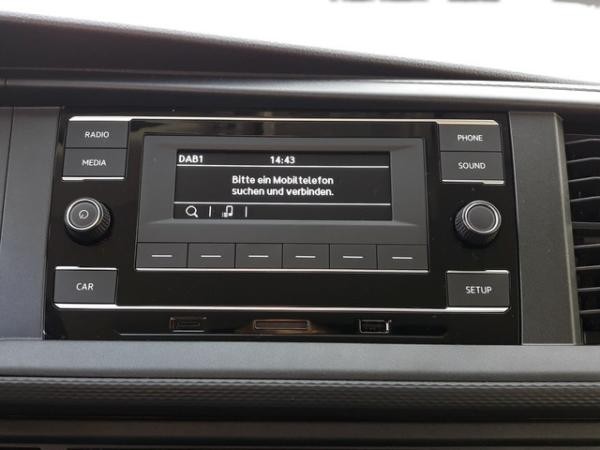 RADIO
PHONE
MEDIA
SOUND
DAB1 14:43
Bitte ein Mobiltelefon
suchen und verbinden.
CAR
SETUP